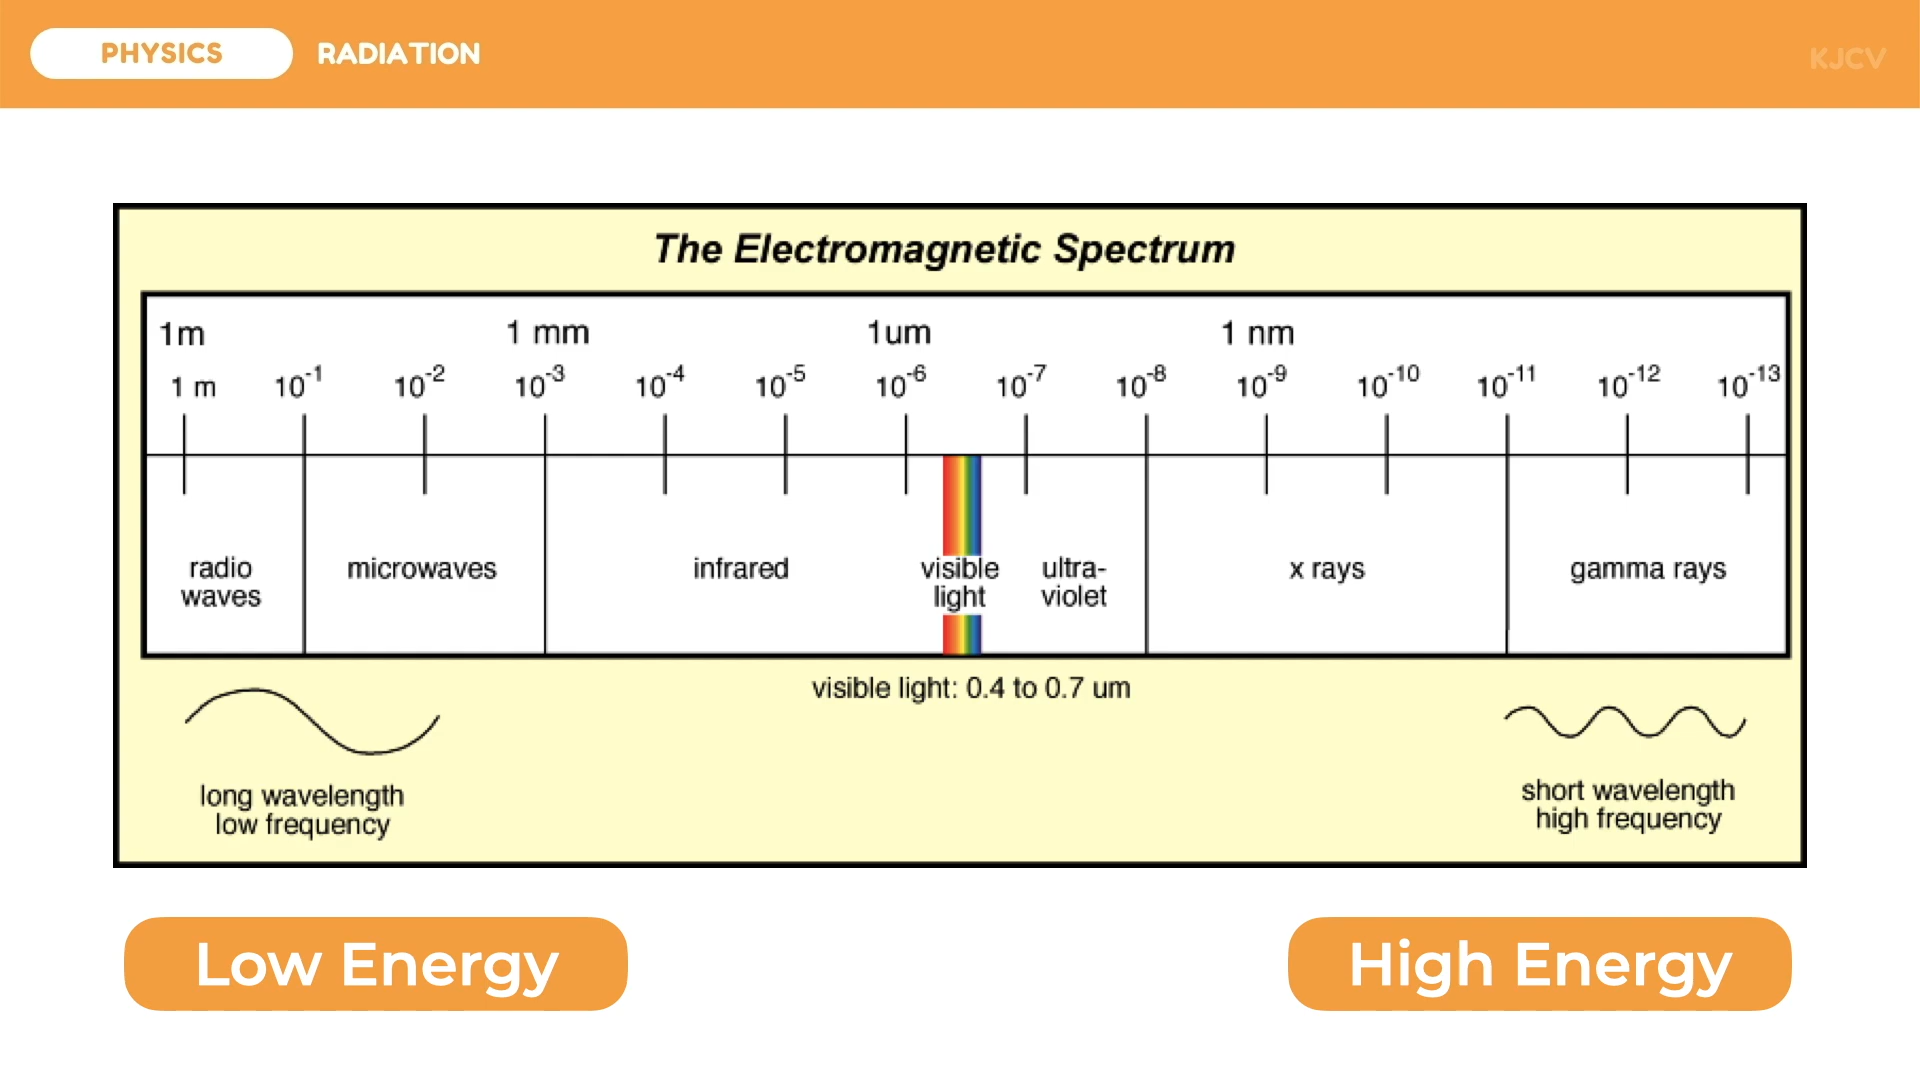 PHYSICS RADIATION KJCV
The Electromagnetic Spectrum
1m 1 mm 1um 1 nm
1 m 10⁻¹ 10⁻² 10⁻³ 10⁻⁴ 10⁻⁵ 10⁻⁶ 10⁻⁷ 10⁻⁸ 10⁻⁹ 10⁻¹⁰ 10⁻¹¹ 10⁻¹² 10⁻¹³
radio
waves
microwaves
infrared
visible
light
ultra-
violet
x rays
gamma rays
visible light: 0.4 to 0.7 um
long wavelength
low frequency
short wavelength
high frequency
Low Energy
High Energy